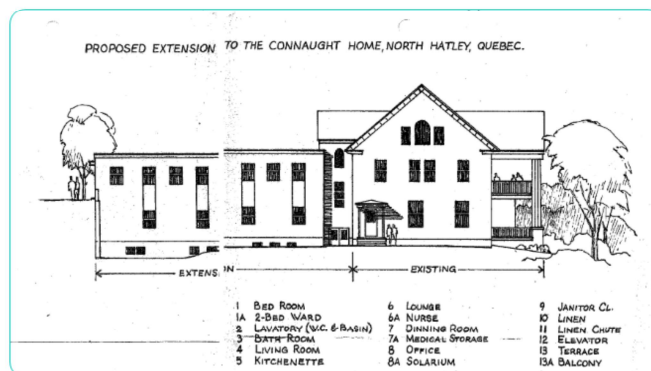 PROPOSED EXTENSION TO THE CONNAUGHT HOME, NORTH HATLEY, QUEBEC.
EXTENSION
EXISTING
1 BED ROOM
1A 2-BED WARD
2 LAVATORY (W.C. & BASIN)
3 BATH ROOM
4 LIVING ROOM
5 KITCHENETTE
6 LOUNGE
6A NURSE
7 DINNING ROOM
7A MEDICAL STORAGE
8 OFFICE
8A SOLARIUM
9 JANITOR CL.
10 LINEN
11 LINEN CHUTE
12 ELEVATOR
13 TERRACE
13A BALCONY